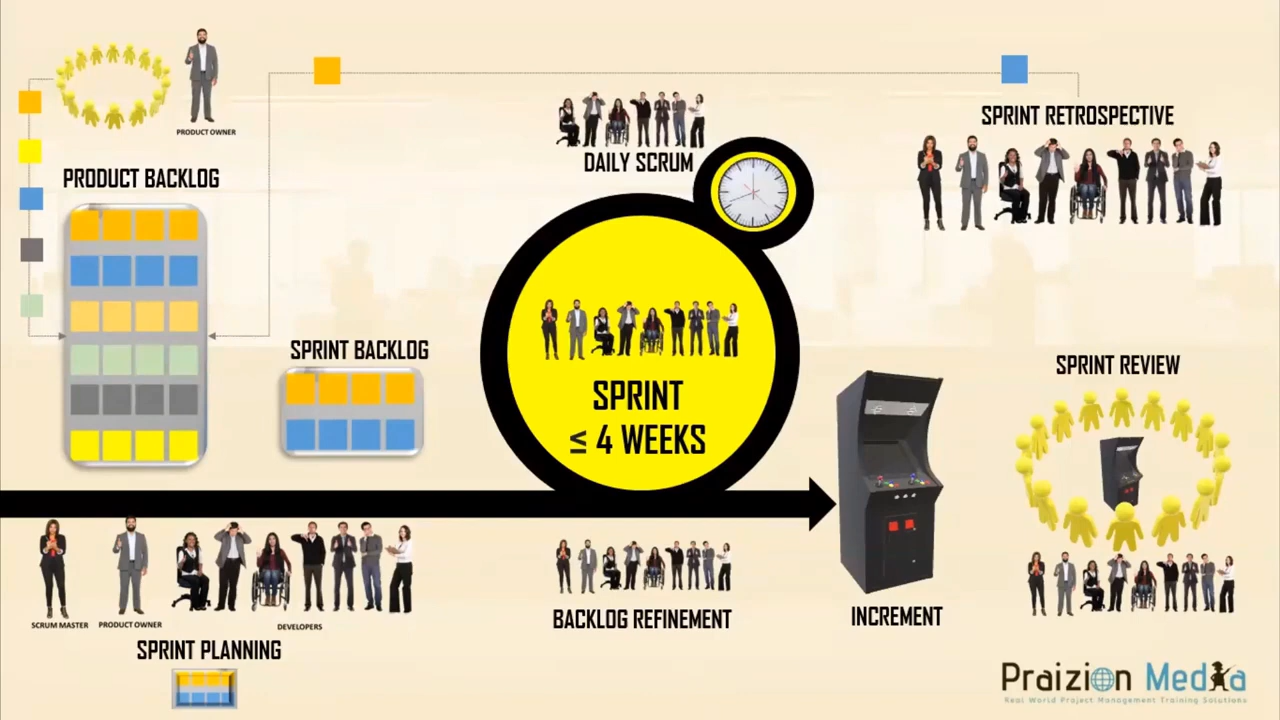 PRODUCT OWNER
PRODUCT BACKLOG
DAILY SCRUM
SPRINT RETROSPECTIVE
SPRINT BACKLOG
SPRINT
≤ 4 WEEKS
SPRINT REVIEW
SCRUM MASTER
PRODUCT OWNER
DEVELOPERS
SPRINT PLANNING
BACKLOG REFINEMENT
INCREMENT
Praizion Media
Real World Project Management Training Solutions